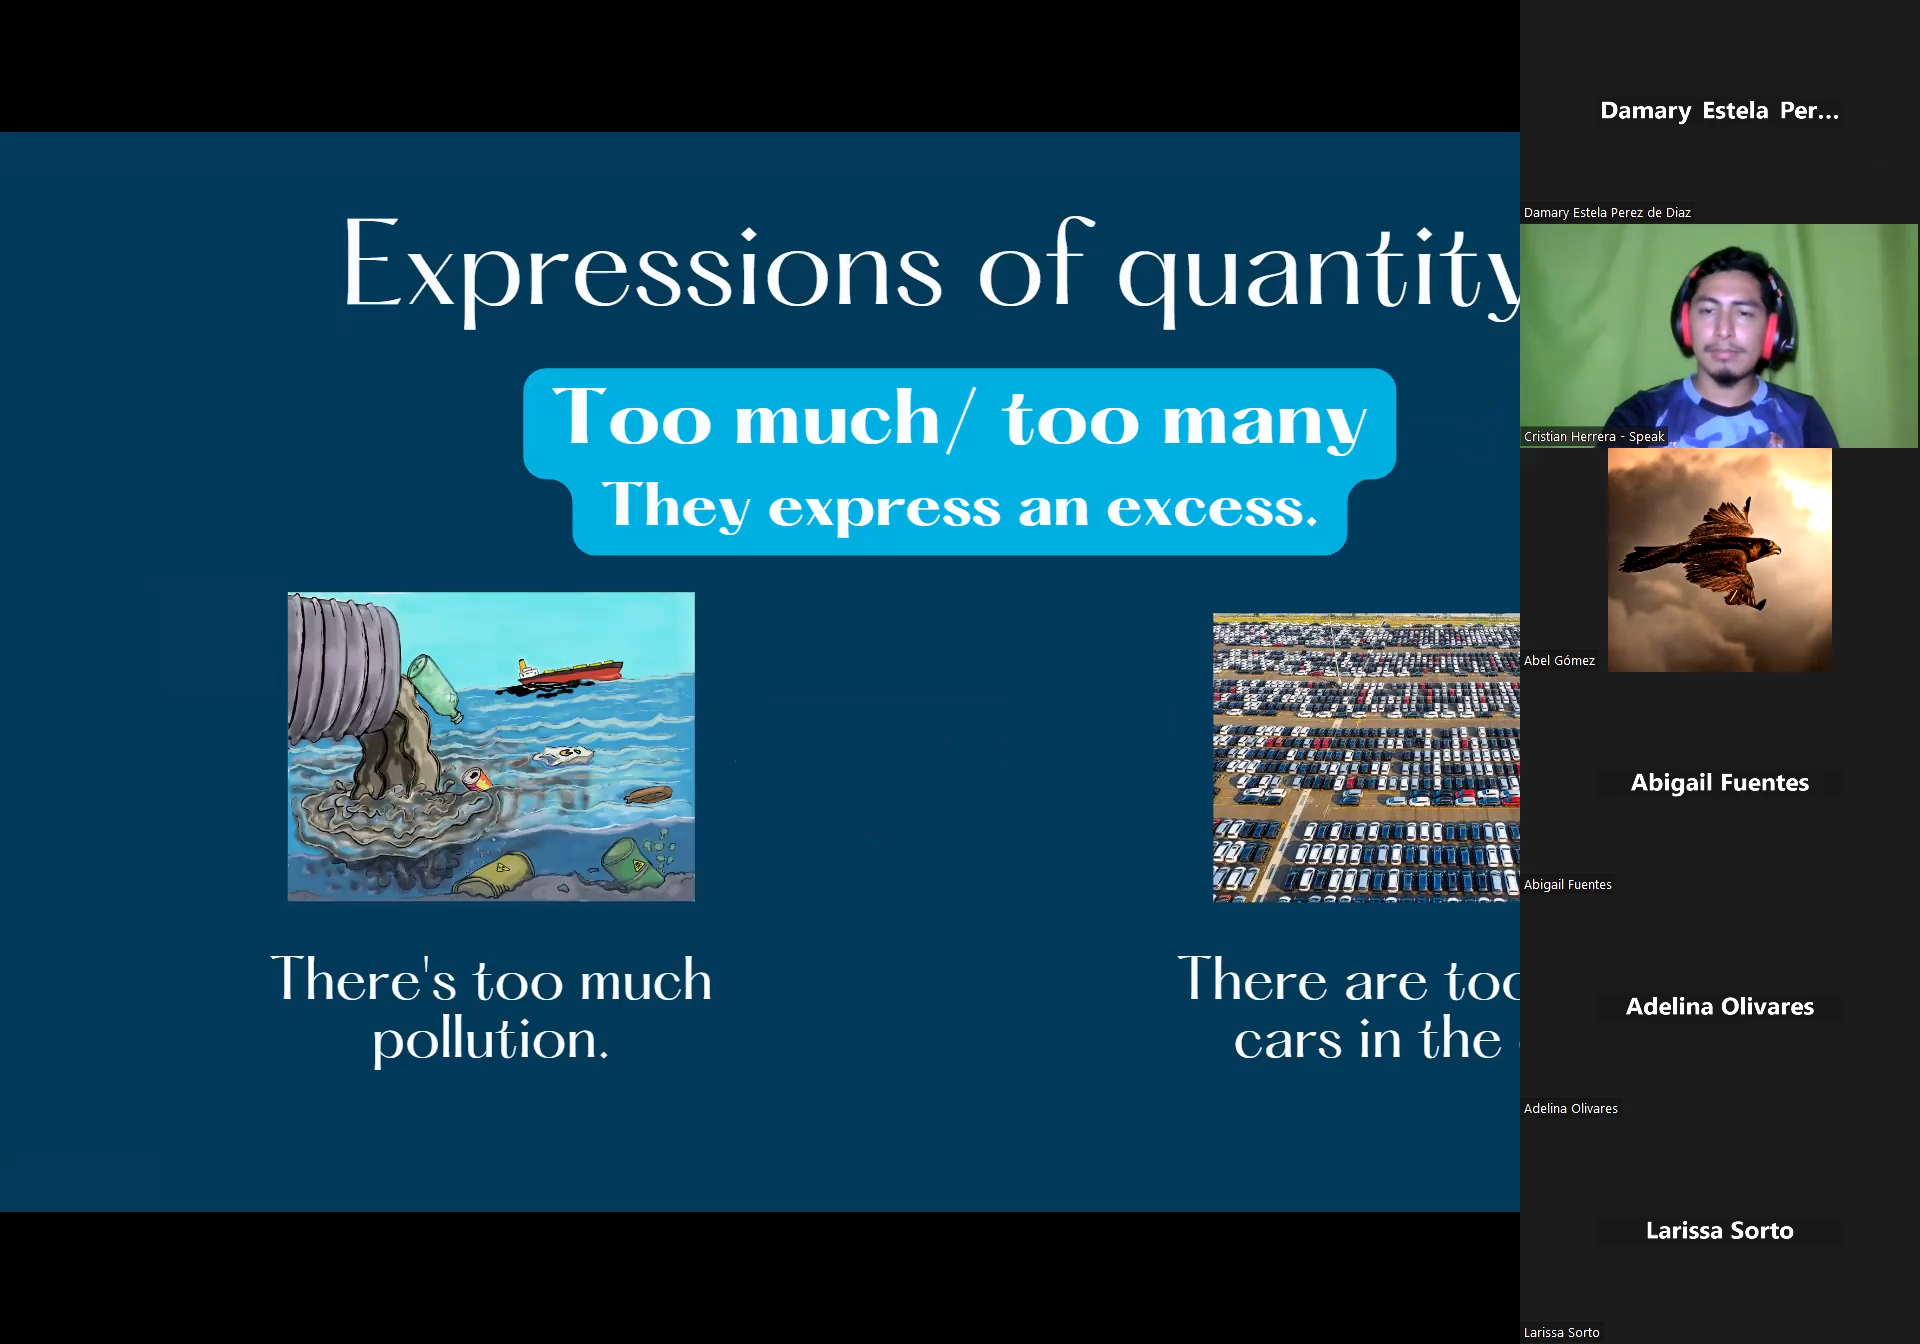 Expressions of quantity
Too much/ too many
They express an excess.
There's too much
pollution.
There are too
cars in the
Damary Estela Per...
Damary Estela Perez de Diaz
Cristian Herrera - Speak
Abel Gómez
Abigail Fuentes
Abigail Fuentes
Adelina Olivares
Adelina Olivares
Larissa Sorto
Larissa Sorto